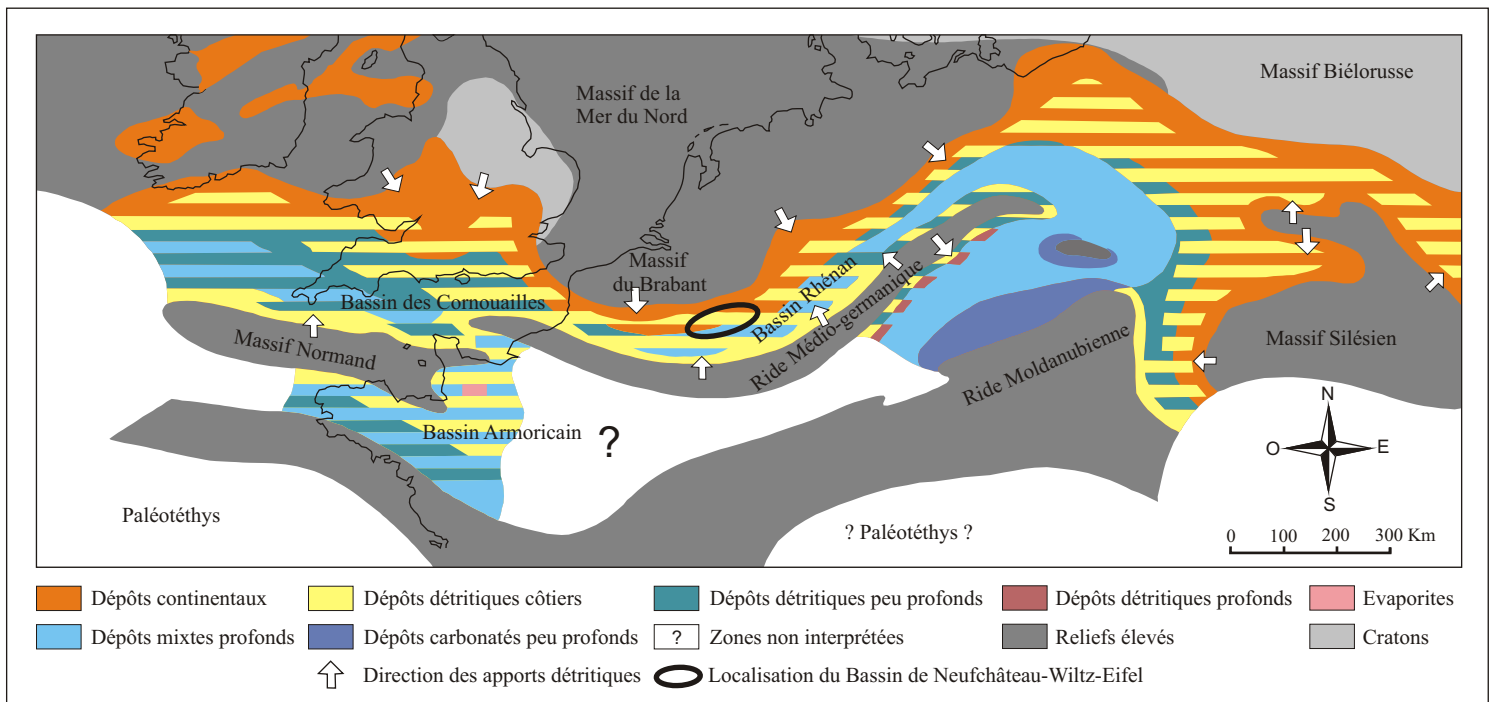 Massif Biélorusse
Massif de la
Mer du Nord
Massif
du Brabant
Bassin des Cornouailles
Bassin Rhénan
Ride Médio-germanique
Massif Normand
Massif Silésien
Ride Moldanubienne
Bassin Armoricain
?
N
O
E
S
Paléotéthys
? Paléotéthys ?
0 100 200 300 Km
Dépôts continentaux
Dépôts détritiques côtiers
Dépôts détritiques peu profonds
Dépôts détritiques profonds
Evaporites
Dépôts mixtes profonds
Dépôts carbonatés peu profonds
? Zones non interprétées
Reliefs élevés
Cratons
Direction des apports détritiques
Localisation du Bassin de Neufchâteau-Wiltz-Eifel